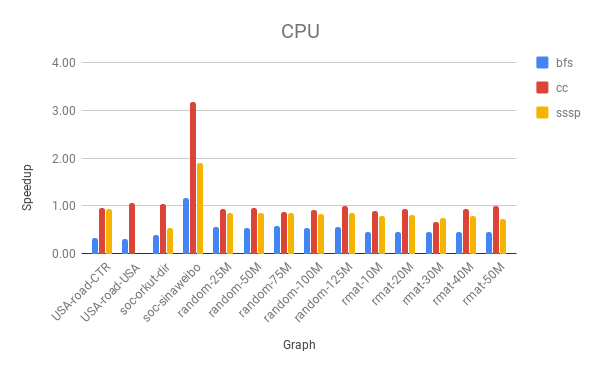 CPU
4.00
3.00
2.00
1.00
0.00
Speedup
bfs
cc
sssp
USA-road-CTR
USA-road-USA
soc-orkut-dir
soc-sinaweibo
random-25M
random-50M
random-75M
random-100M
random-125M
rmat-10M
rmat-20M
rmat-30M
rmat-40M
rmat-50M
Graph